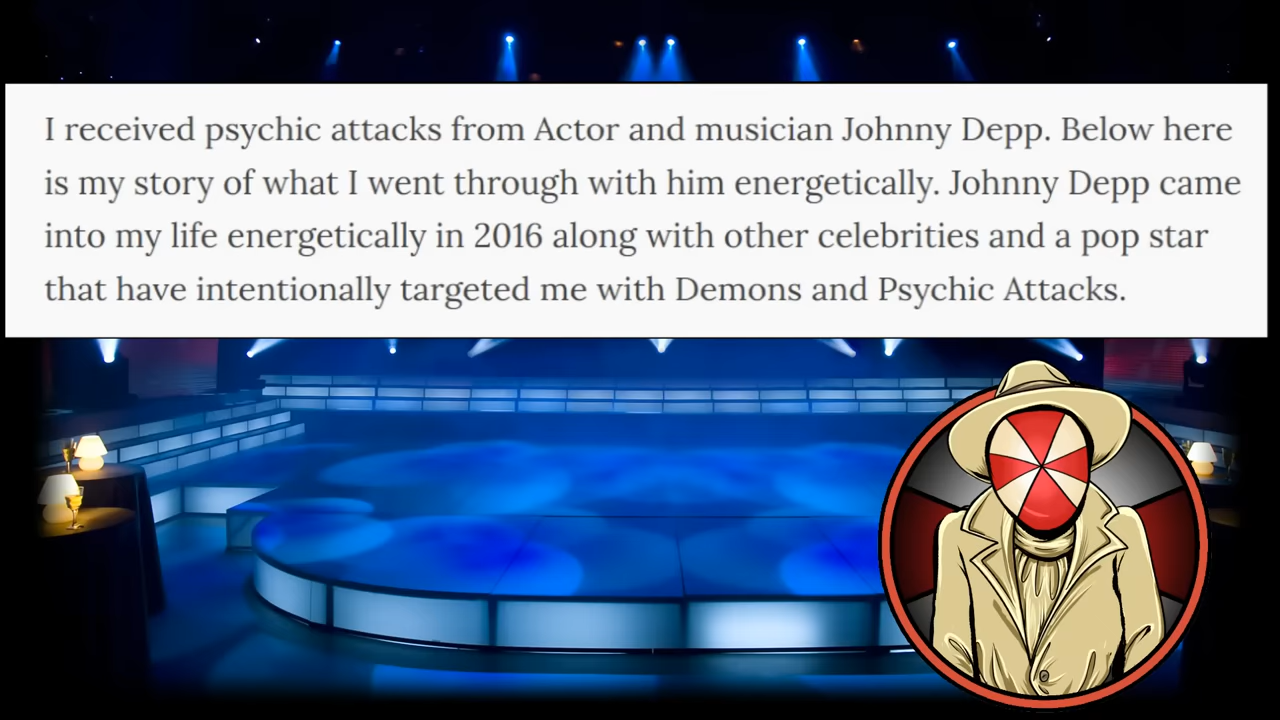 I received psychic attacks from Actor and musician Johnny Depp. Below here
is my story of what I went through with him energetically. Johnny Depp came
into my life energetically in 2016 along with other celebrities and a pop star
that have intentionally targeted me with Demons and Psychic Attacks.